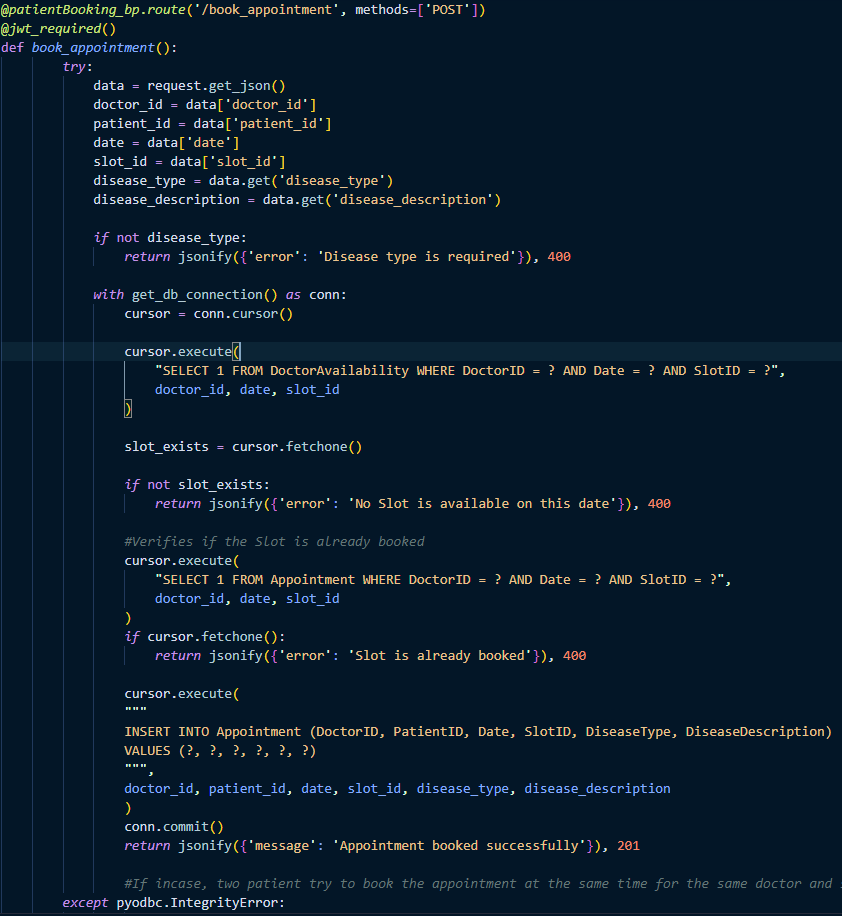 @patientBooking_bp.route('/book_appointment', methods=['POST'])
@jwt_required()
def book_appointment():
try:
data = request.get_json()
doctor_id = data['doctor_id']
patient_id = data['patient_id']
date = data['date']
slot_id = data['slot_id']
disease_type = data.get('disease_type')
disease_description = data.get('disease_description')
if not disease_type:
return jsonify({'error': 'Disease type is required'}), 400
with get_db_connection() as conn:
cursor = conn.cursor()
cursor.execute(
"SELECT 1 FROM DoctorAvailability WHERE DoctorID = ? AND Date = ? AND SlotID = ?",
doctor_id, date, slot_id
)
slot_exists = cursor.fetchone()
if not slot_exists:
return jsonify({'error': 'No Slot is available on this date'}), 400
#Verifies if the Slot is already booked
cursor.execute(
"SELECT 1 FROM Appointment WHERE DoctorID = ? AND Date = ? AND SlotID = ?",
doctor_id, date, slot_id
)
if cursor.fetchone():
return jsonify({'error': 'Slot is already booked'}), 400
cursor.execute(
"""
INSERT INTO Appointment (DoctorID, PatientID, Date, SlotID, DiseaseType, DiseaseDescription)
VALUES (?, ?, ?, ?, ?, ?)
""",
doctor_id, patient_id, date, slot_id, disease_type, disease_description
)
conn.commit()
return jsonify({'message': 'Appointment booked successfully'}), 201
#If incase, two patient try to book the appointment at the same time for the same doctor and
except pyodbc.IntegrityError: